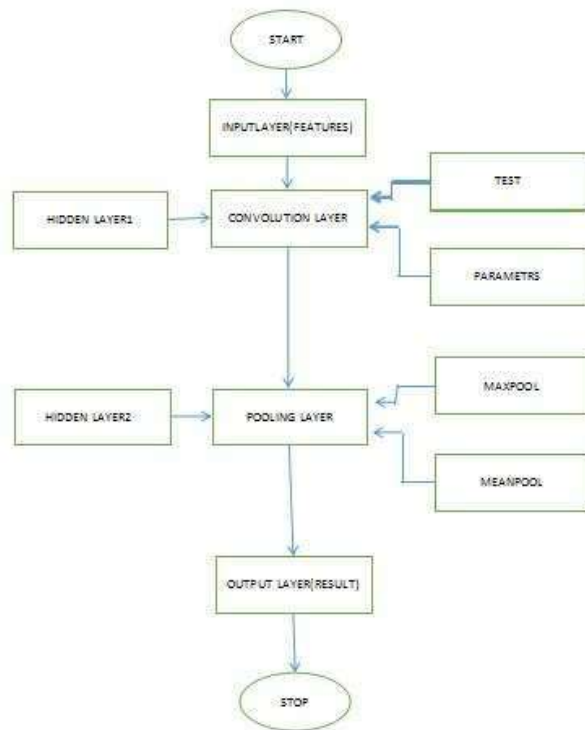 START
INPUTLAYER(FEATURES)
TEST
HIDDEN LAYER1
CONVOLUTION LAYER
PARAMETRS
MAXPOOL
HIDDEN LAYER2
POOLING LAYER
MEANPOOL
OUTPUT LAYER(RESULT)
STOP